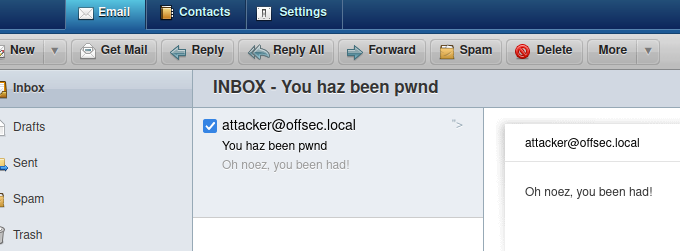 Email Contacts Settings
New Get Mail Reply Reply All Forward Spam Delete More
Inbox
Drafts
Sent
Spam
Trash
INBOX - You haz been pwnd
attacker@offsec.local ">
You haz been pwnd
Oh noez, you been had!
attacker@offsec.local
Oh noez, you been had!